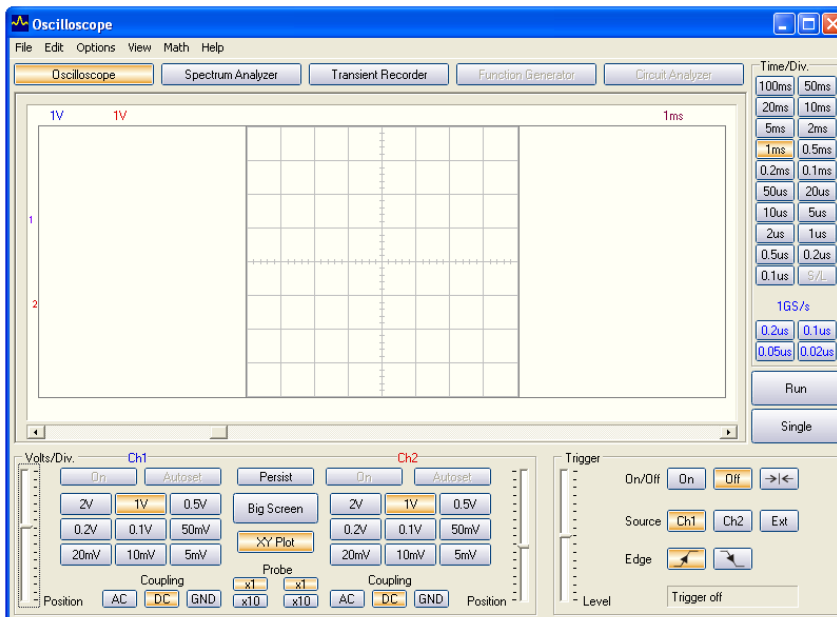 Oscilloscope
File Edit Options View Math Help
Oscilloscope Spectrum Analyzer Transient Recorder Function Generator Circuit Analyzer
Time/Div.
100ms 50ms
20ms 10ms
5ms 2ms
1ms 0.5ms
0.2ms 0.1ms
50us 20us
10us 5us
2us 1us
0.5us 0.2us
0.1us S/L
1GS/s
0.2us 0.1us
0.05us 0.02us
Run
Single
1V 1V 1ms
1
2
Volts/Div. Ch1 Ch2
On Autoset Persist On Autoset
2V 1V 0.5V Big Screen 2V 1V 0.5V
0.2V 0.1V 50mV 0.2V 0.1V 50mV
20mV 10mV 5mV XY Plot 20mV 10mV 5mV
Coupling Probe Coupling
x1 x1
Position AC DC GND x10 x10 AC DC GND Position
Trigger
On/Off On Off
Source Ch1 Ch2 Ext
Edge
Level Trigger off